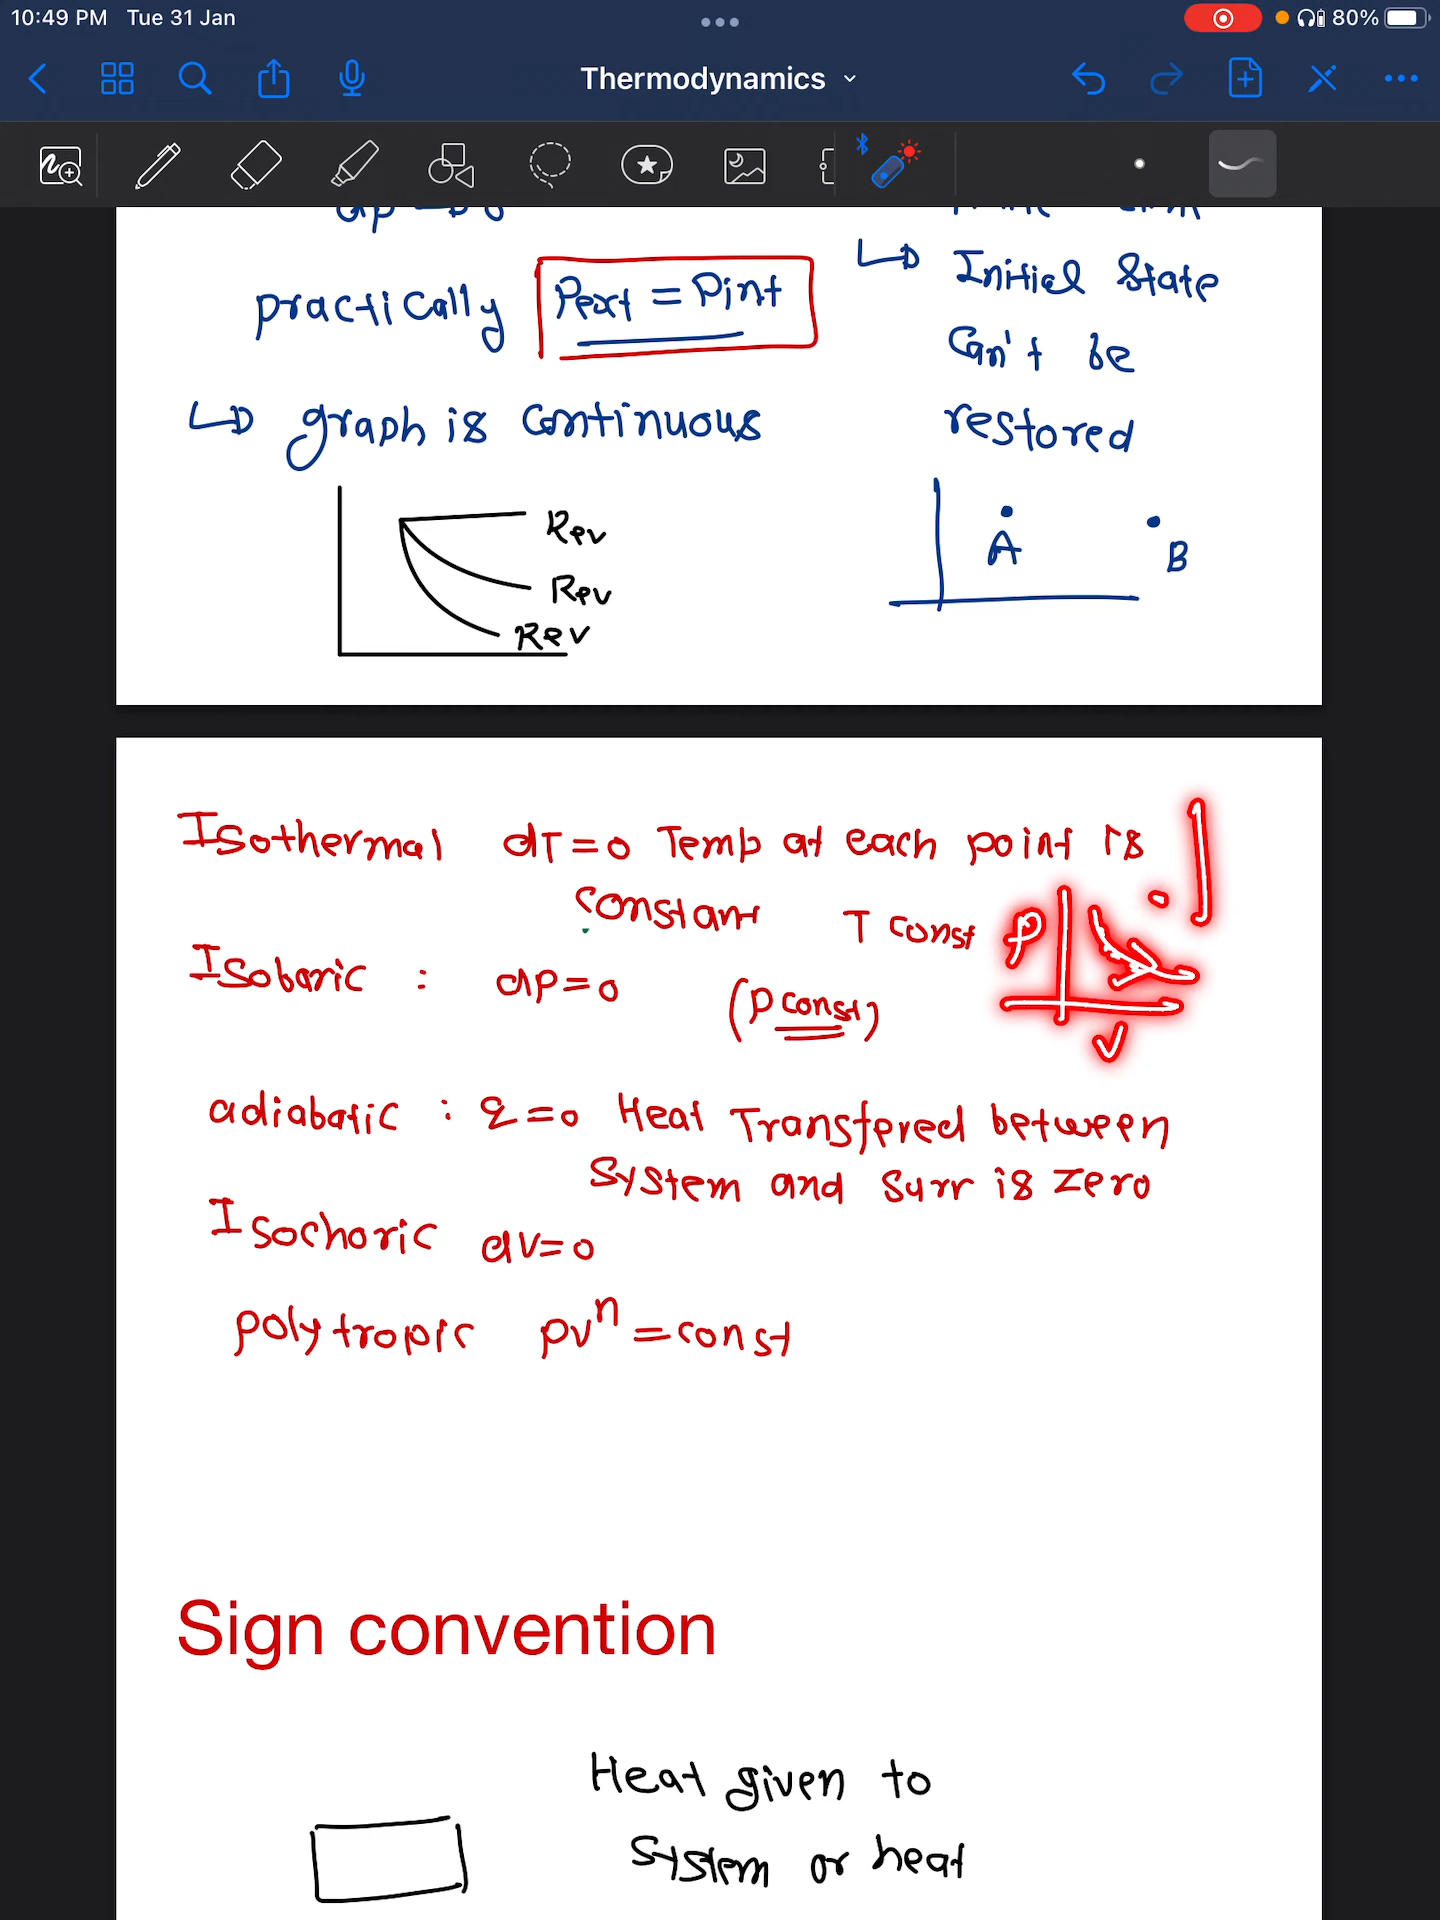 10:49 PM Tue 31 Jan
80%
Thermodynamics
practically Pext = Pint
Initial State
Can't be
graph is continuous
restored
Rev
Rev
Rev
A
B
Isothermal dT=0 Temp at each point is
constant T const
P
V
Isobaric : dP=0 (P const)
adiabatic : q=0 Heat Transfered between
System and Surr is zero
Isochoric dv=0
polytropic pvⁿ = const
Sign convention
Heat given to
System or heat